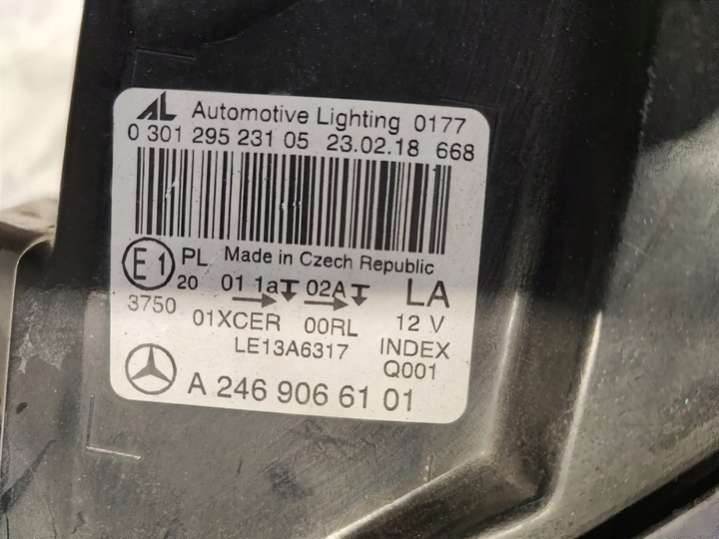 AL Automotive Lighting 0177
0 301 295 231 05 23.02.18 668
E1 PL Made in Czech Republic
20 01 1a 02A LA
3750 01XCER 00RL 12 V
LE13A6317 INDEX
Q001
A 246 906 61 01